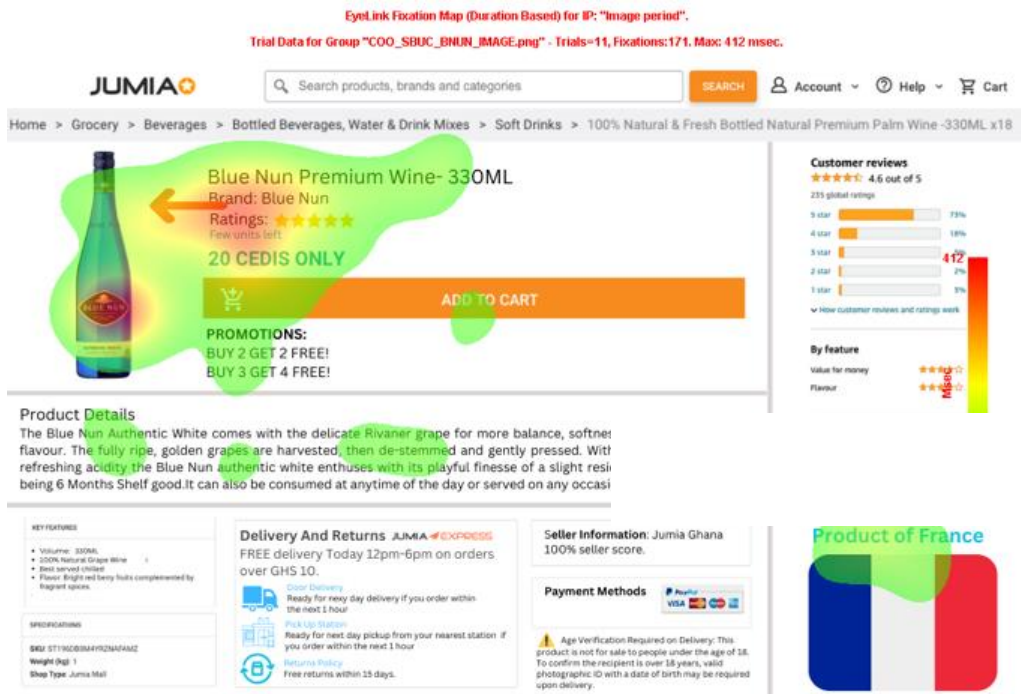 EyeLink Fixation Map (Duration Based) for IP: "Image period".
Trial Data for Group "COO_SBUC_BNUN_IMAGE.png" - Trials=11, Fixations:171. Max: 412 msec.
JUMIA
Search products, brands and categories
SEARCH
Account
Help
Cart
Home > Grocery > Beverages > Bottled Beverages, Water & Drink Mixes > Soft Drinks > 100% Natural & Fresh Bottled Natural Premium Palm Wine -330ML x18
Blue Nun Premium Wine- 330ML
Brand: Blue Nun
Ratings:
Few units left
20 CEDIS ONLY
ADD TO CART
PROMOTIONS:
BUY 2 GET 2 FREE!
BUY 3 GET 4 FREE!
BLUE NUN
Customer reviews
4.6 out of 5
235 global ratings
5 star 73%
4 star 18%
3 star
2 star 2%
1 star 5%
How customer reviews and ratings work
By feature
Value for money
Flavour
412
Msec
Product Details
The Blue Nun Authentic White comes with the delicate Rivaner grape for more balance, softnes
flavour. The fully ripe, golden grapes are harvested, then de-stemmed and gently pressed. With
refreshing acidity the Blue Nun authentic white enthuses with its playful finesse of a slight resi
being 6 Months Shelf good.It can also be consumed at anytime of the day or served on any occasi
KEY FEATURES
• Volume: 330ML
• 100% Natural Grape Wine
• Best served chilled
• Flavor: Bright red berry fruits complemented by
fragrant spices.
SPECIFICATIONS
SKU: ST196DB0M4YRZNAFAMZ
Weight (kg): 1
Shop Type: Jumia Mall
Delivery And Returns JUMIA EXPRESS
FREE delivery Today 12pm-6pm on orders
over GHS 10.
Door Delivery
Ready for nexy day delivery if you order within
the next 1 hour
Pick Up Station
Ready for next day pickup from your nearest station if
you order within the next 1 hour
Returns Policy
Free returns within 15 days.
Seller Information: Jumia Ghana
100% seller score.
Payment Methods
PayPal
VISA
Age Verification Required on Delivery: This
product is not for sale to people under the age of 18.
To confirm the recipient is over 18 years, valid
photographic ID with a date of birth may be required
upon delivery.
Product of France